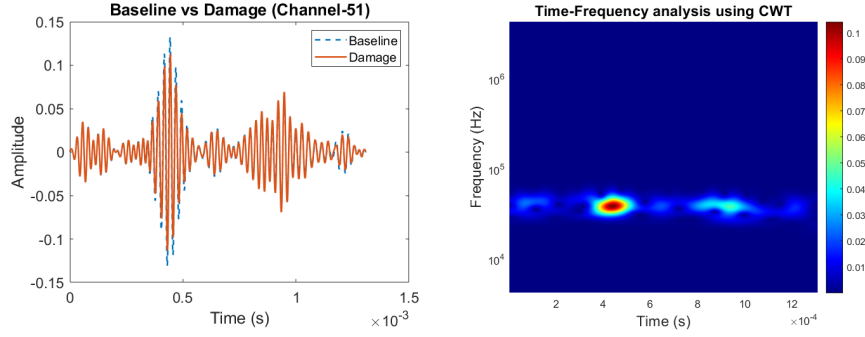 Baseline vs Damage (Channel-51)
0.15
0.1
0.05
0
-0.05
-0.1
-0.15
Amplitude
Baseline
Damage
0 0.5 1 1.5
Time (s)
×10⁻³
Time-Frequency analysis using CWT
10⁶
10⁵
10⁴
Frequency (Hz)
2 4 6 8 10 12
Time (s)
×10⁻⁴
0.1
0.09
0.08
0.07
0.06
0.05
0.04
0.03
0.02
0.01